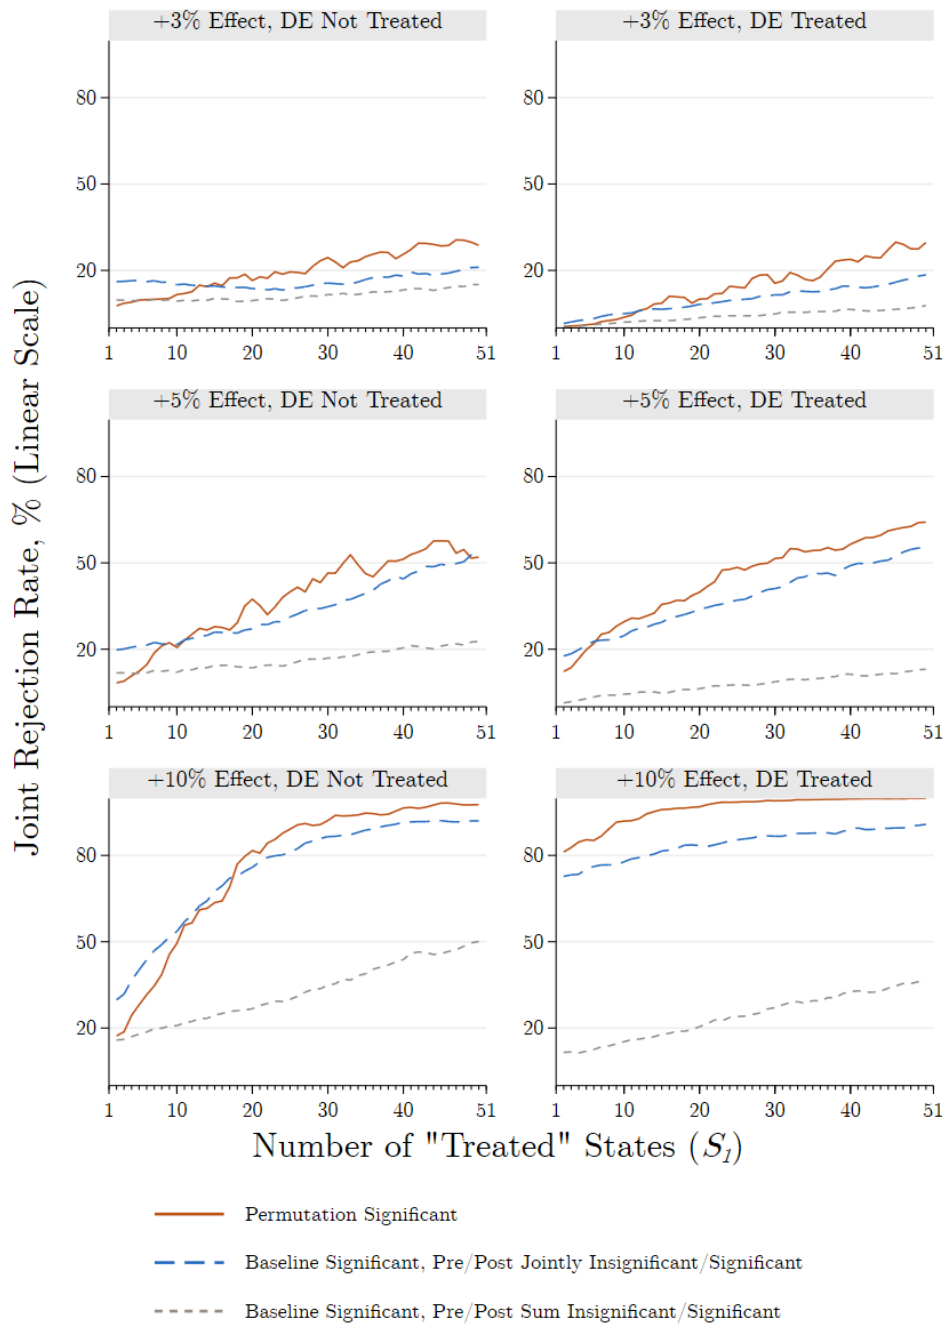 +3% Effect, DE Not Treated
+3% Effect, DE Treated
80
50
20
1 10 20 30 40 51
80
50
20
1 10 20 30 40 51
+5% Effect, DE Not Treated
+5% Effect, DE Treated
80
50
20
1 10 20 30 40 51
80
50
20
1 10 20 30 40 51
+10% Effect, DE Not Treated
+10% Effect, DE Treated
80
50
20
1 10 20 30 40 51
80
50
20
1 10 20 30 40 51
Joint Rejection Rate, % (Linear Scale)
Number of "Treated" States (S₁)
Permutation Significant
Baseline Significant, Pre/Post Jointly Insignificant/Significant
Baseline Significant, Pre/Post Sum Insignificant/Significant